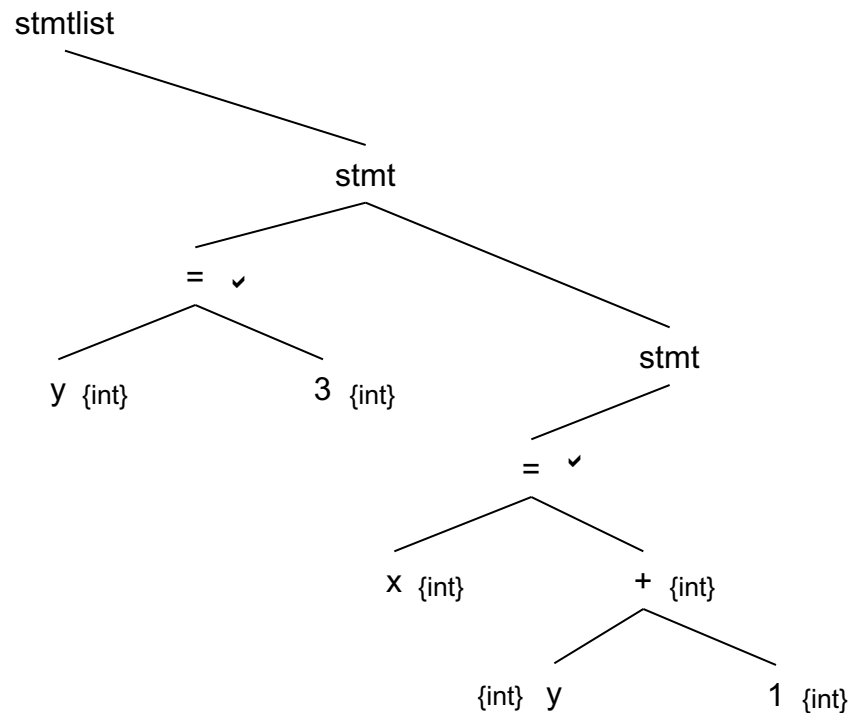 stmtlist
stmt
= ✓
stmt
y {int} 3 {int}
= ✓
x {int} + {int}
{int} y 1 {int}